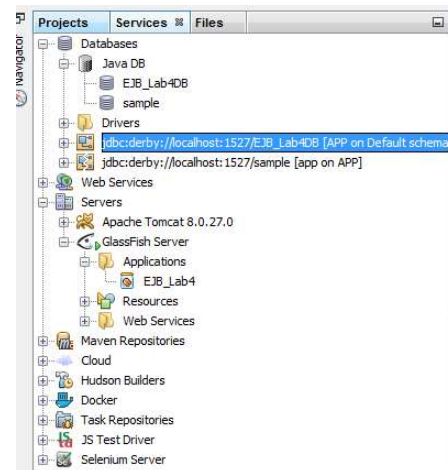 Projects Services Files
Navigator
Databases
Java DB
EJB_Lab4DB
sample
Drivers
jdbc:derby://localhost:1527/EJB_Lab4DB [APP on Default schema
jdbc:derby://localhost:1527/sample [app on APP]
Web Services
Servers
Apache Tomcat 8.0.27.0
GlassFish Server
Applications
EJB_Lab4
Resources
Web Services
Maven Repositories
Cloud
Hudson Builders
Docker
Task Repositories
JS Test Driver
Selenium Server